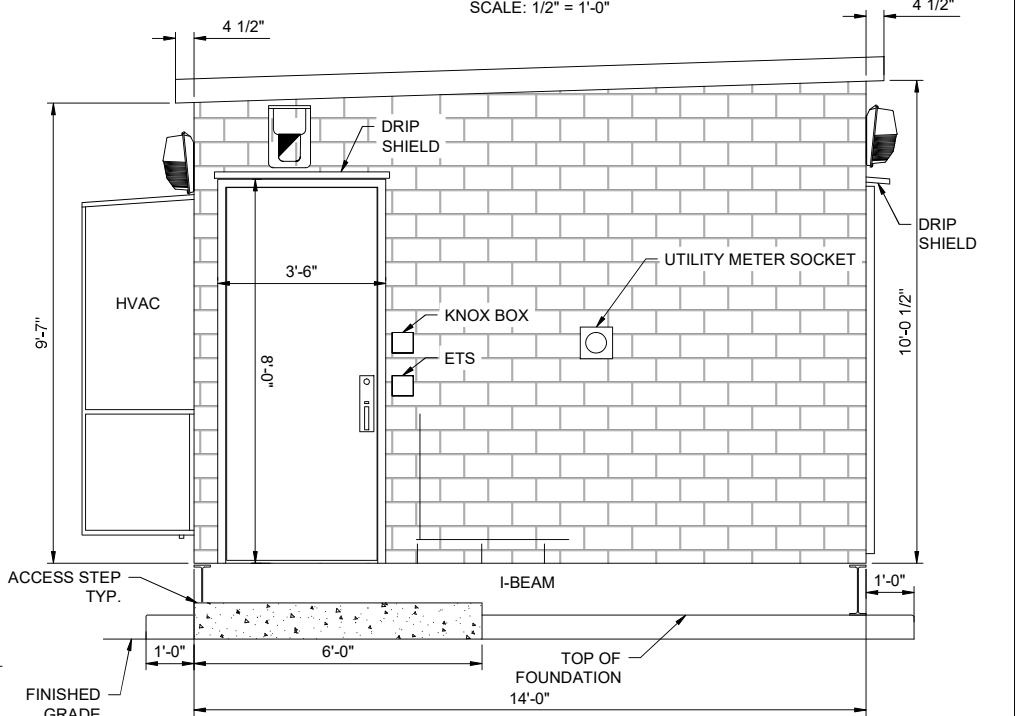 SCALE: 1/2" = 1'-0"
4 1/2"
4 1/2"
DRIP
SHIELD
DRIP
SHIELD
UTILITY METER SOCKET
3'-6"
HVAC
KNOX BOX
9'-7"
10'-0 1/2"
ETS
8'-0"
ACCESS STEP
TYP.
I-BEAM
1'-0"
1'-0"
6'-0"
TOP OF
FOUNDATION
FINISHED
GRADE
14'-0"